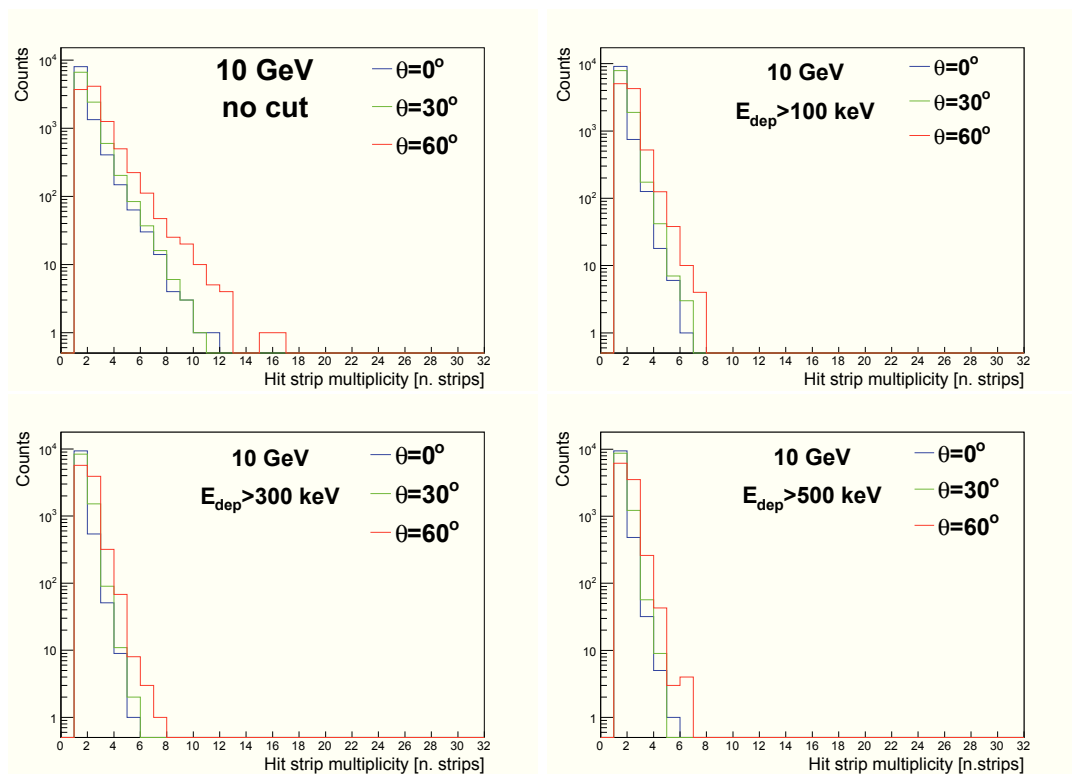 Counts
10 GeV
no cut
θ=0°
θ=30°
θ=60°
10⁴
10³
10²
10
1
0 2 4 6 8 10 12 14 16 18 20 22 24 26 28 30 32
Hit strip multiplicity [n. strips]
Counts
10 GeV
E_dep>100 keV
θ=0°
θ=30°
θ=60°
10⁴
10³
10²
10
1
0 2 4 6 8 10 12 14 16 18 20 22 24 26 28 30 32
Hit strip multiplicity [n. strips]
Counts
10 GeV
E_dep>300 keV
θ=0°
θ=30°
θ=60°
10⁴
10³
10²
10
1
0 2 4 6 8 10 12 14 16 18 20 22 24 26 28 30 32
Hit strip multiplicity [n. strips]
Counts
10 GeV
E_dep>500 keV
θ=0°
θ=30°
θ=60°
10⁴
10³
10²
10
1
0 2 4 6 8 10 12 14 16 18 20 22 24 26 28 30 32
Hit strip multiplicity [n.strips]